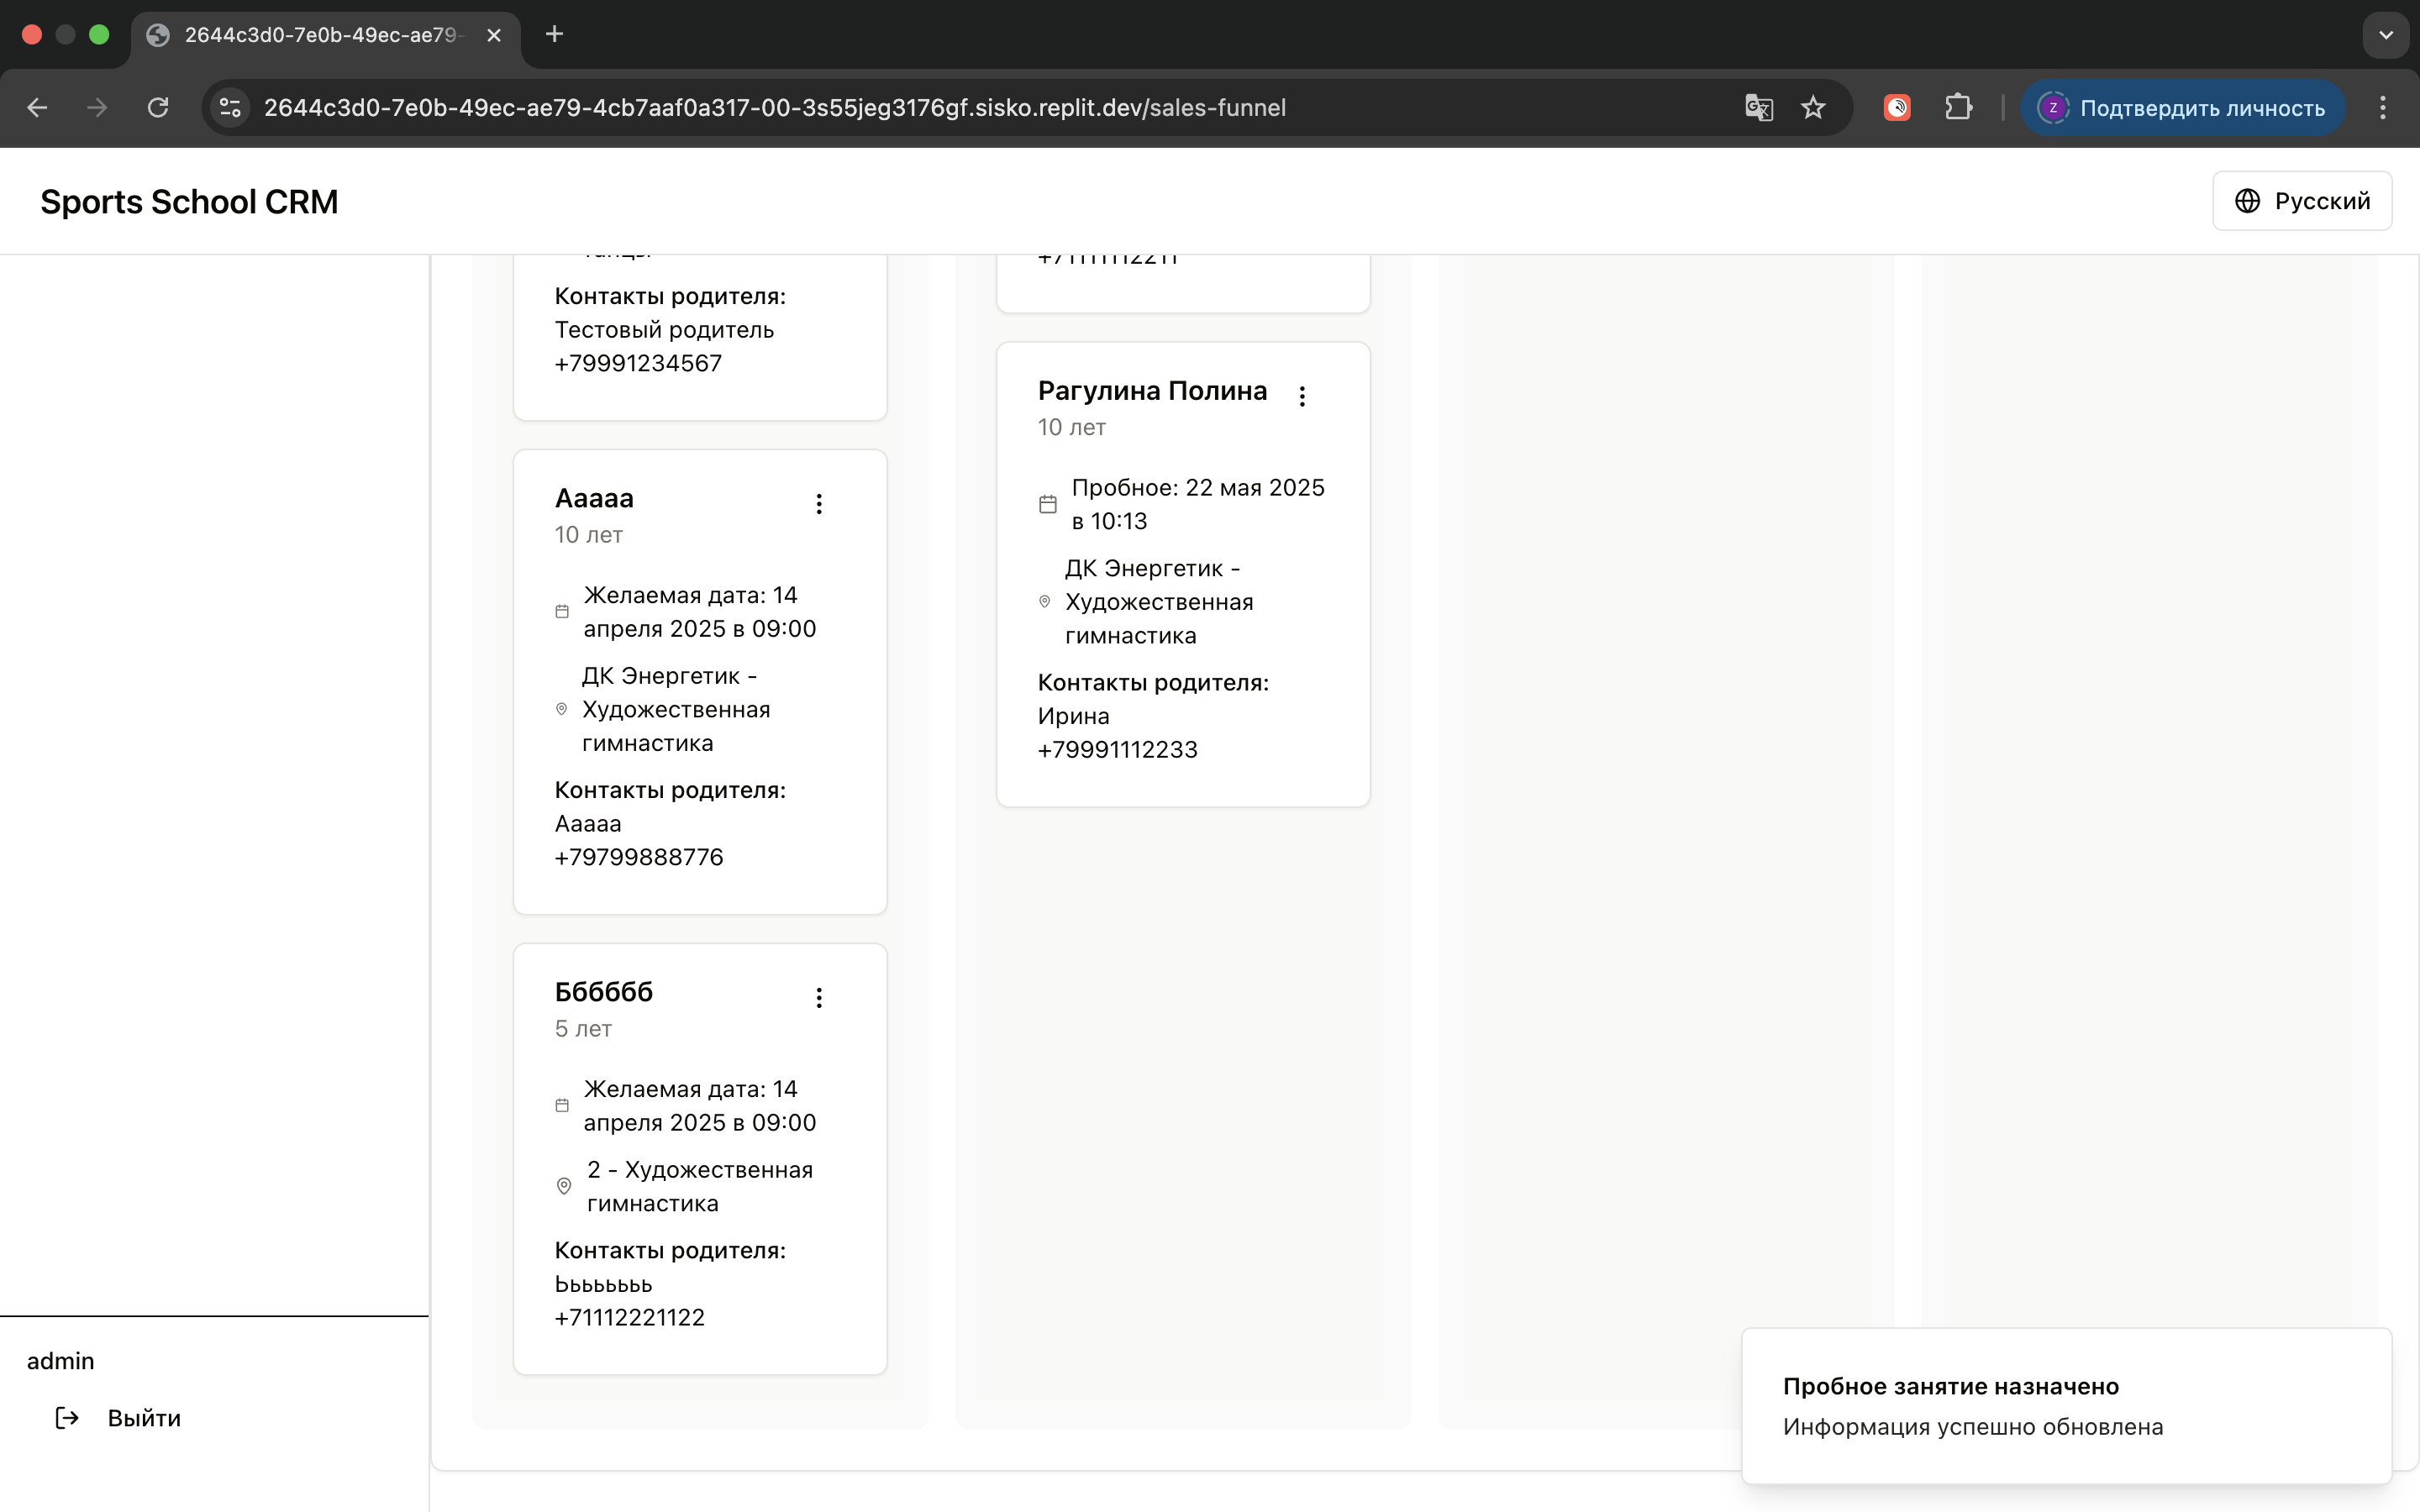 2644c3d0-7e0b-49ec-ae79-
2644c3d0-7e0b-49ec-ae79-4cb7aaf0a317-00-3s55jeg3176gf.sisko.replit.dev/sales-funnel
Z
Подтвердить личность
Sports School CRM
Русский
Контакты родителя:
Тестовый родитель
+79991234567
Ааааа
10 лет
Желаемая дата: 14
апреля 2025 в 09:00
ДК Энергетик -
Художественная
гимнастика
Контакты родителя:
Ааааа
+79799888776
Бббббб
5 лет
Желаемая дата: 14
апреля 2025 в 09:00
2 - Художественная
гимнастика
Контакты родителя:
Ььььььь
+71112221122
Рагулина Полина
10 лет
Пробное: 22 мая 2025
в 10:13
ДК Энергетик -
Художественная
гимнастика
Контакты родителя:
Ирина
+79991112233
admin
Выйти
Пробное занятие назначено
Информация успешно обновлена